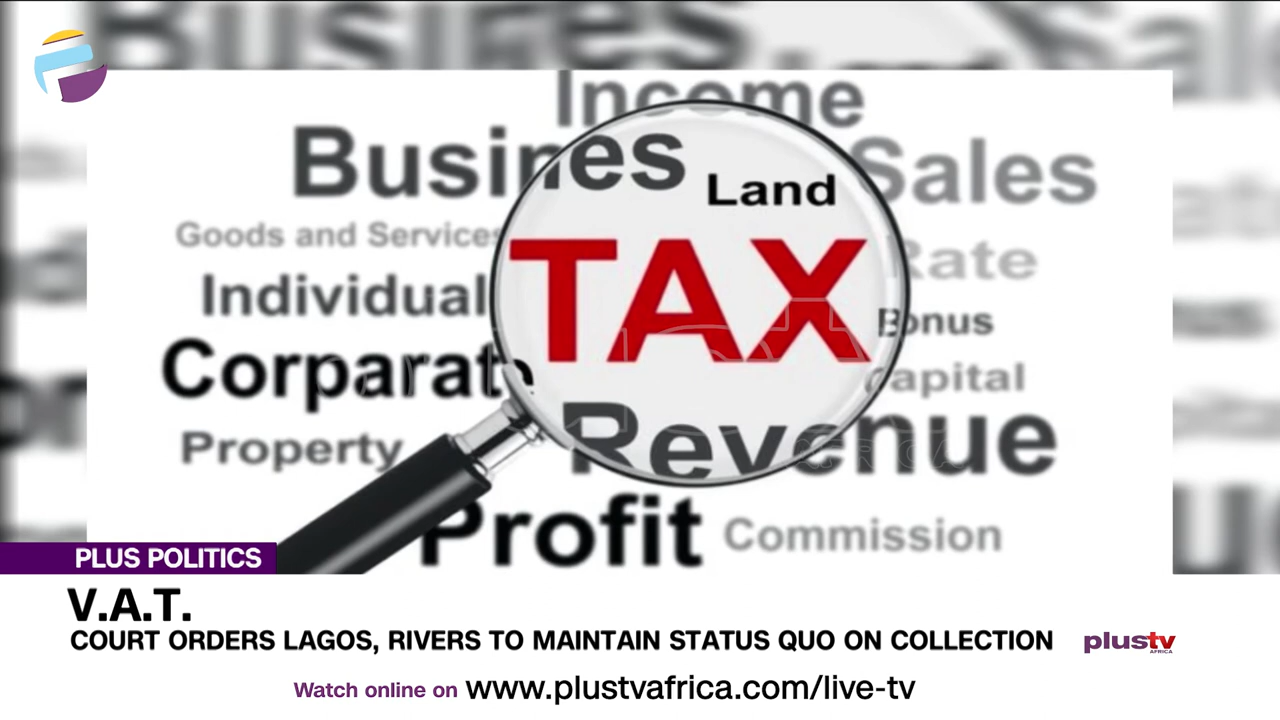 Income
Busines
Land
Sales
Goods and Services
TAX
Rate
Individual
Bonus
Corparate
Capital
Property
Revenue
Profit
Commission
PLUS POLITICS
V.A.T.
COURT ORDERS LAGOS, RIVERS TO MAINTAIN STATUS QUO ON COLLECTION
plustv
AFRICA
Watch online on www.plustvafrica.com/live-tv